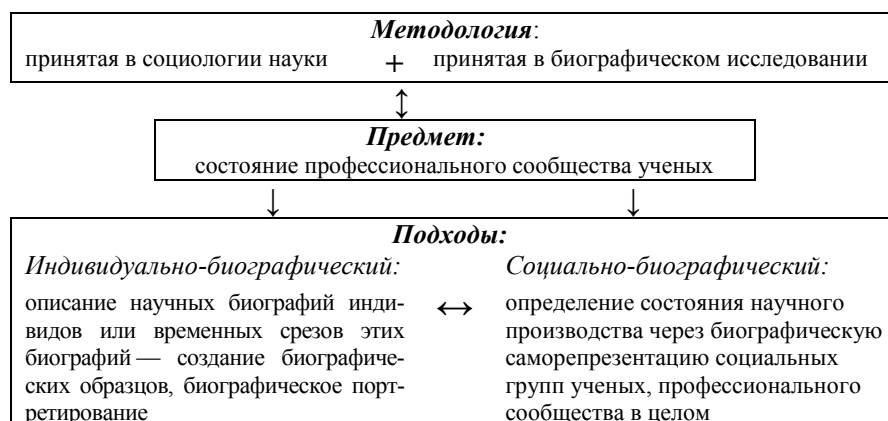 Методология:
принятая в социологии науки + принятая в биографическом исследовании
↕
Предмет:
состояние профессионального сообщества ученых
↓ ↓
Подходы:
Индивидуально-биографический:
описание научных биографий инди-
видов или временных срезов этих
биографий — создание биографиче-
ских образцов, биографическое порт-
ретирование
↔
Социально-биографический:
определение состояния научного
производства через биографическую
саморепрезентацию социальных
групп ученых, профессионального
сообщества в целом